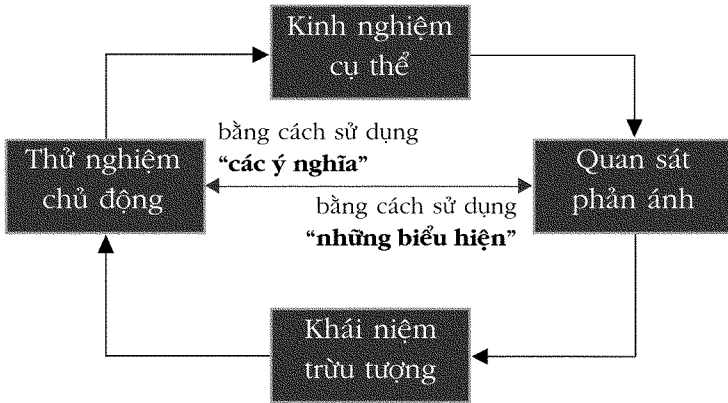 Kinh nghiệm
cụ thể
bằng cách sử dụng
“các ý nghĩa”
Thử nghiệm
chủ động
Quan sát
phản ánh
bằng cách sử dụng
“những biểu hiện”
Khái niệm
trừu tượng